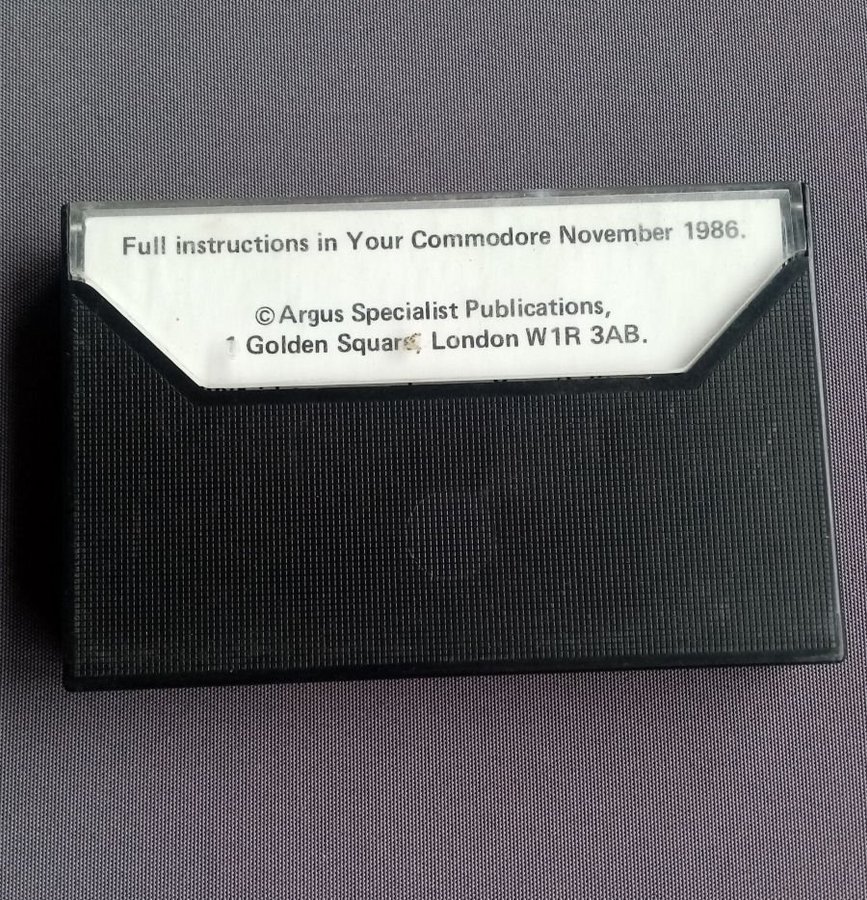 Full instructions in Your Commodore November 1986.
© Argus Specialist Publications,
1 Golden Square, London W1R 3AB.